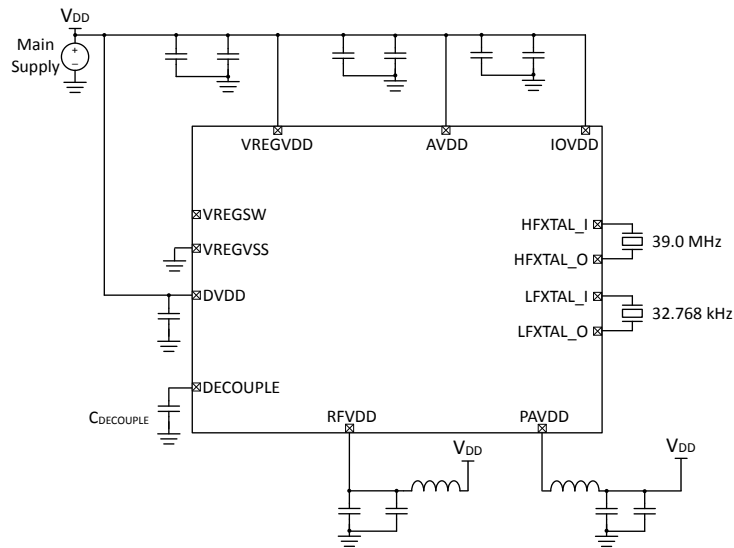 VDD
Main
Supply
+
−
VREGVDD
AVDD
IOVDD
VREGSW
HFXTAL_I
39.0 MHz
VREGVSS
HFXTAL_O
DVDD
LFXTAL_I
32.768 kHz
LFXTAL_O
DECOUPLE
CDECOUPLE
RFVDD
PAVDD
VDD
VDD